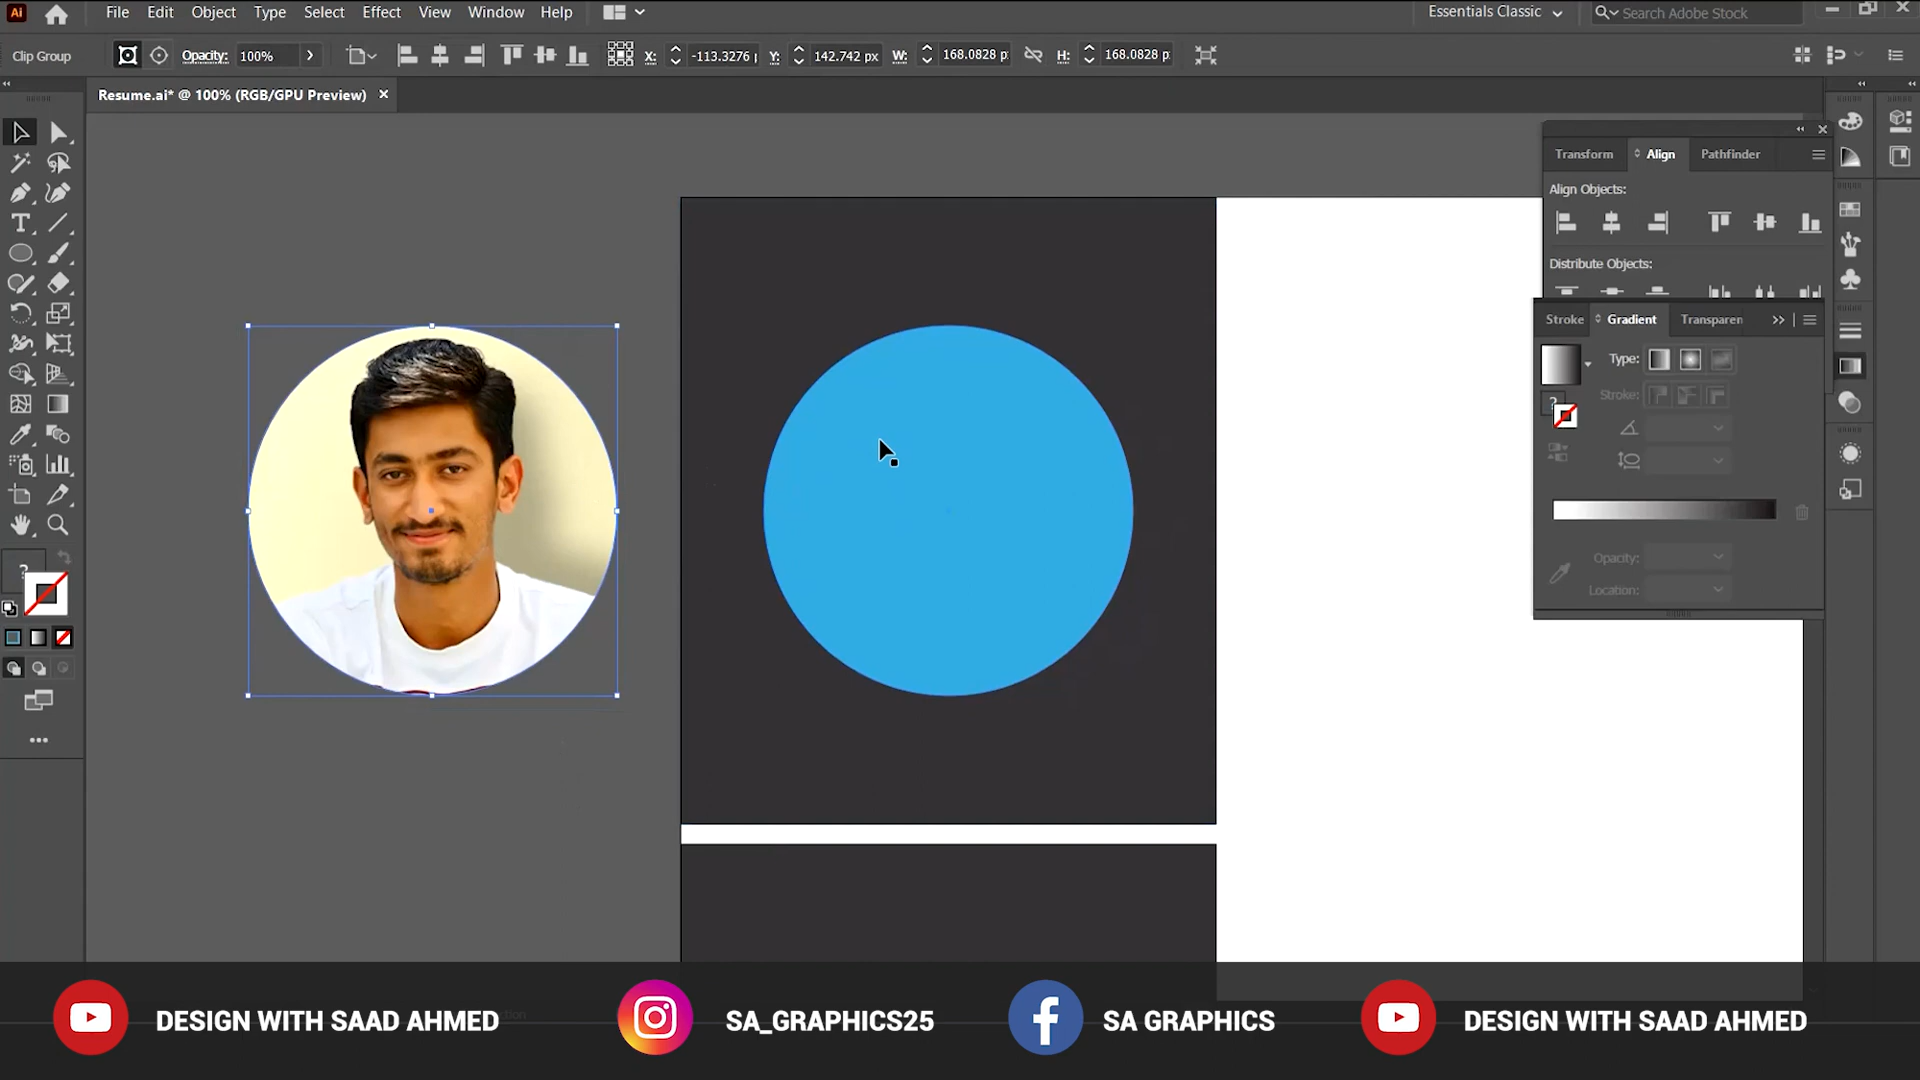 Ai File Edit Object Type Select Effect View Window Help Essentials Classic Search Adobe Stock
Clip Group Opacity: 100% X: -113.3276 Y: 142.742 px W: 168.0828 p H: 168.0828 p
Resume.ai* @ 100% (RGB/GPU Preview)
Transform Align Pathfinder
Align Objects:
Distribute Objects:
Stroke Gradient Transparen
Type:
Stroke:
?
Opacity:
Location:
?
DESIGN WITH SAAD AHMED SA_GRAPHICS25 SA GRAPHICS DESIGN WITH SAAD AHMED